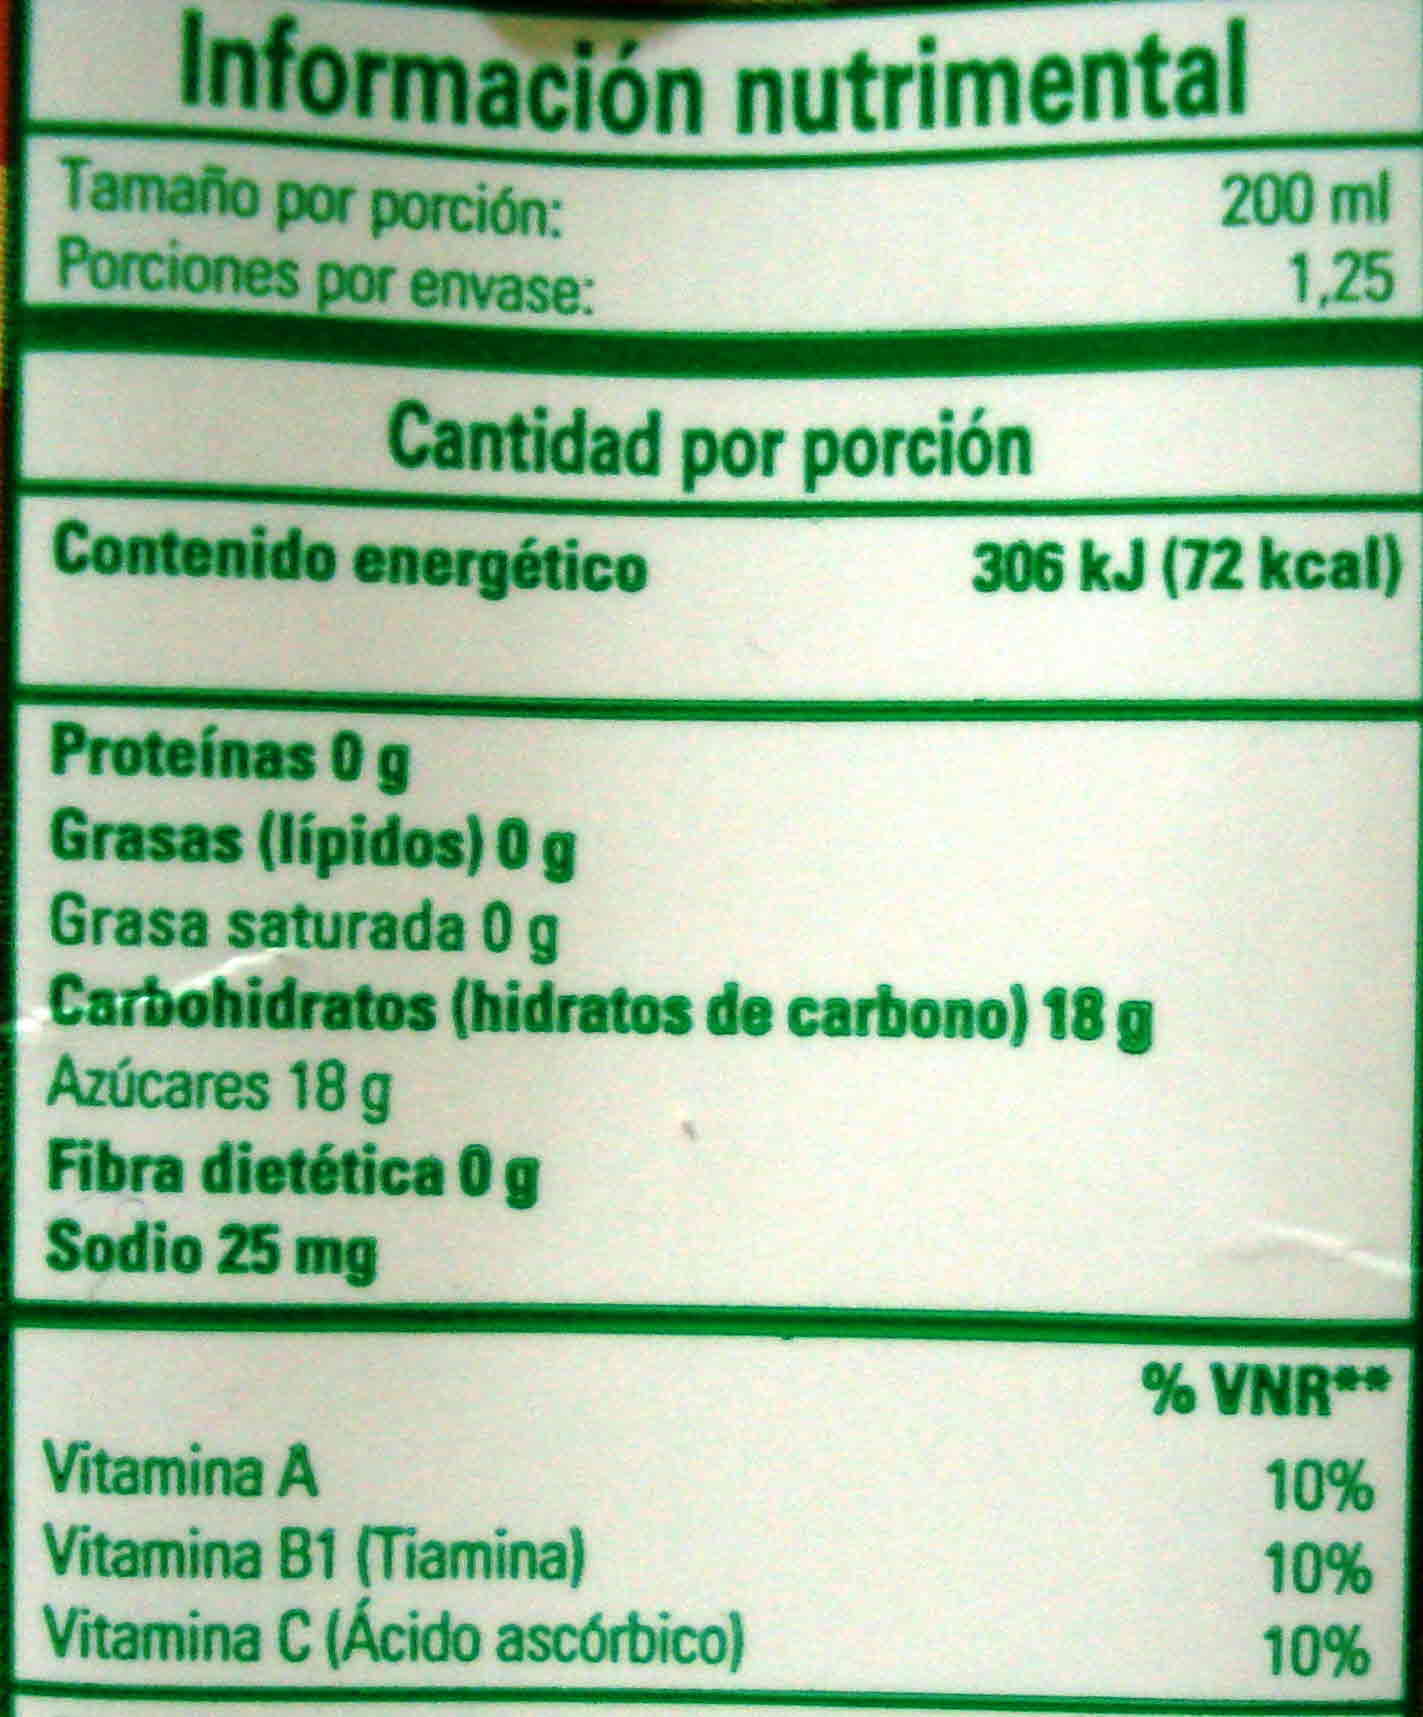 Información nutrimental
Tamaño por porción: 200 ml
Porciones por envase: 1,25
Cantidad por porción
Contenido energético 306 kJ (72 kcal)
Proteínas 0 g
Grasas (lípidos) 0 g
Grasa saturada 0 g
Carbohidratos (hidratos de carbono) 18 g
Azúcares 18 g
Fibra dietética 0 g
Sodio 25 mg
% VNR**
Vitamina A 10%
Vitamina B1 (Tiamina) 10%
Vitamina C (Ácido ascórbico) 10%